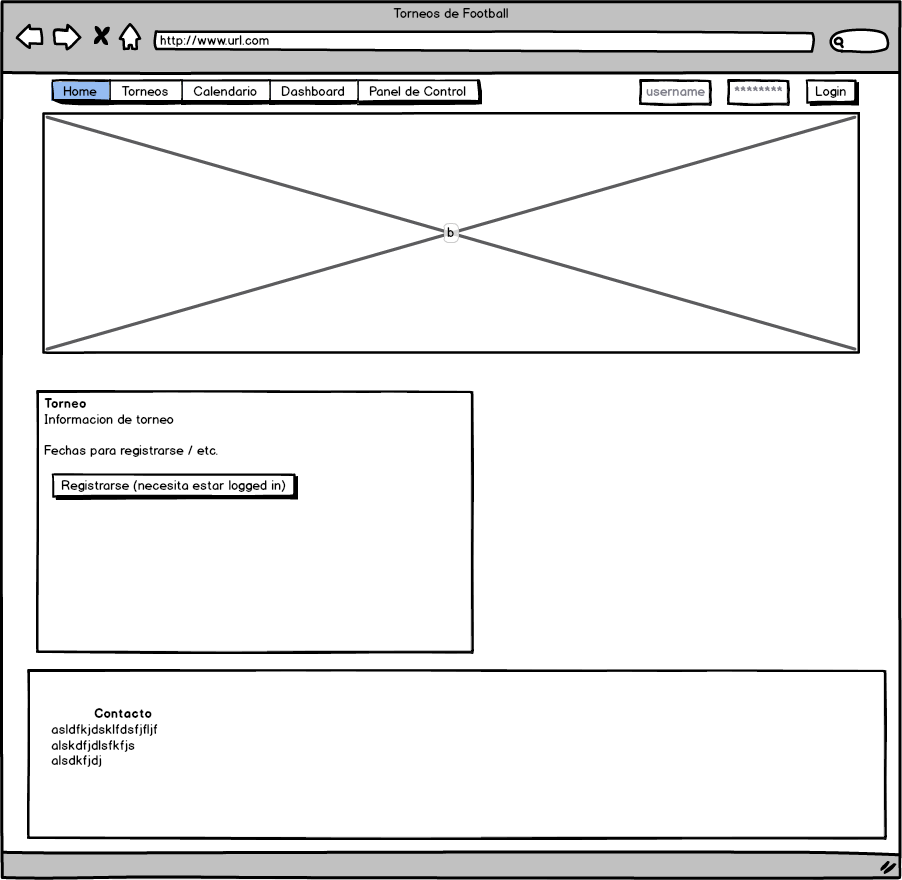 Torneos de Football
http://www.url.com
Home Torneos Calendario Dashboard Panel de Control username ******** Login
b
Torneo
Informacion de torneo
Fechas para registrarse / etc.
Registrarse (necesita estar logged in)
Contacto
asldfkjdsklfdsfjfljf
alskdfjdlsfkfjs
alsdkfjdj